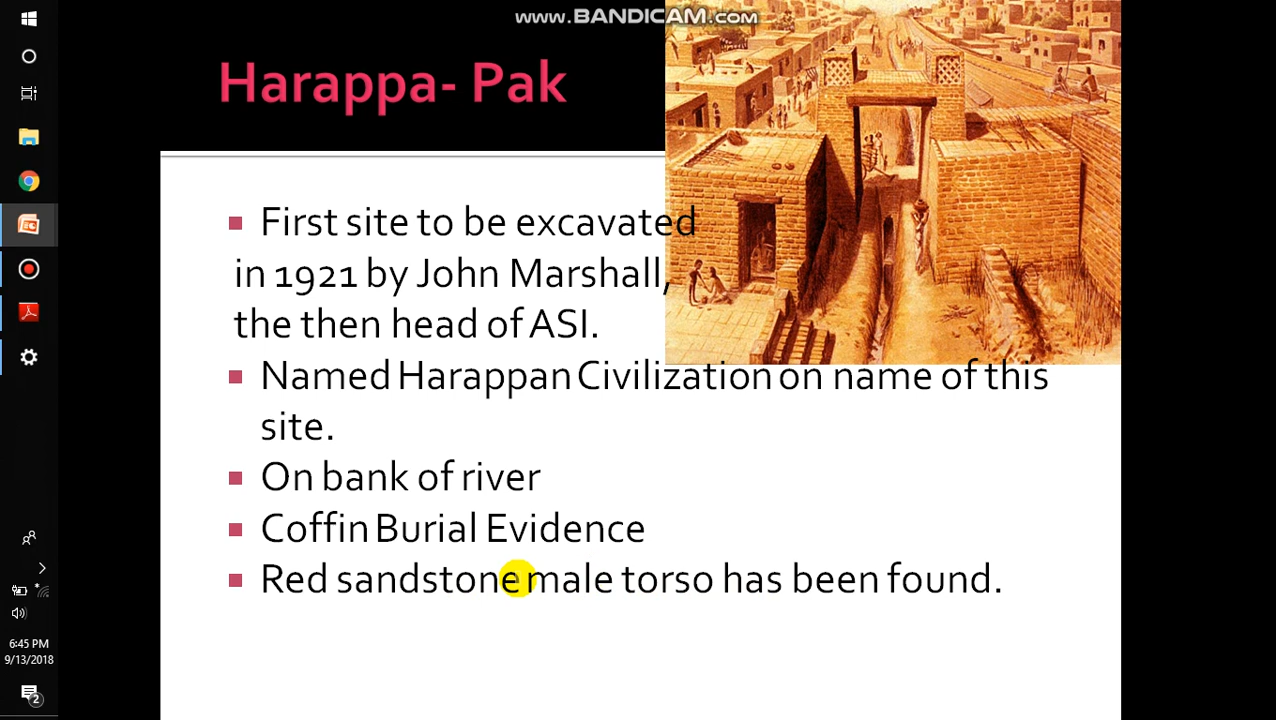 www.BANDICAM.com
Harappa- Pak
First site to be excavated
in 1921 by John Marshall,
the then head of ASI.
Named Harappan Civilization on name of this
site.
On bank of river
Coffin Burial Evidence
Red sandstone male torso has been found.
6:45 PM
9/13/2018
2